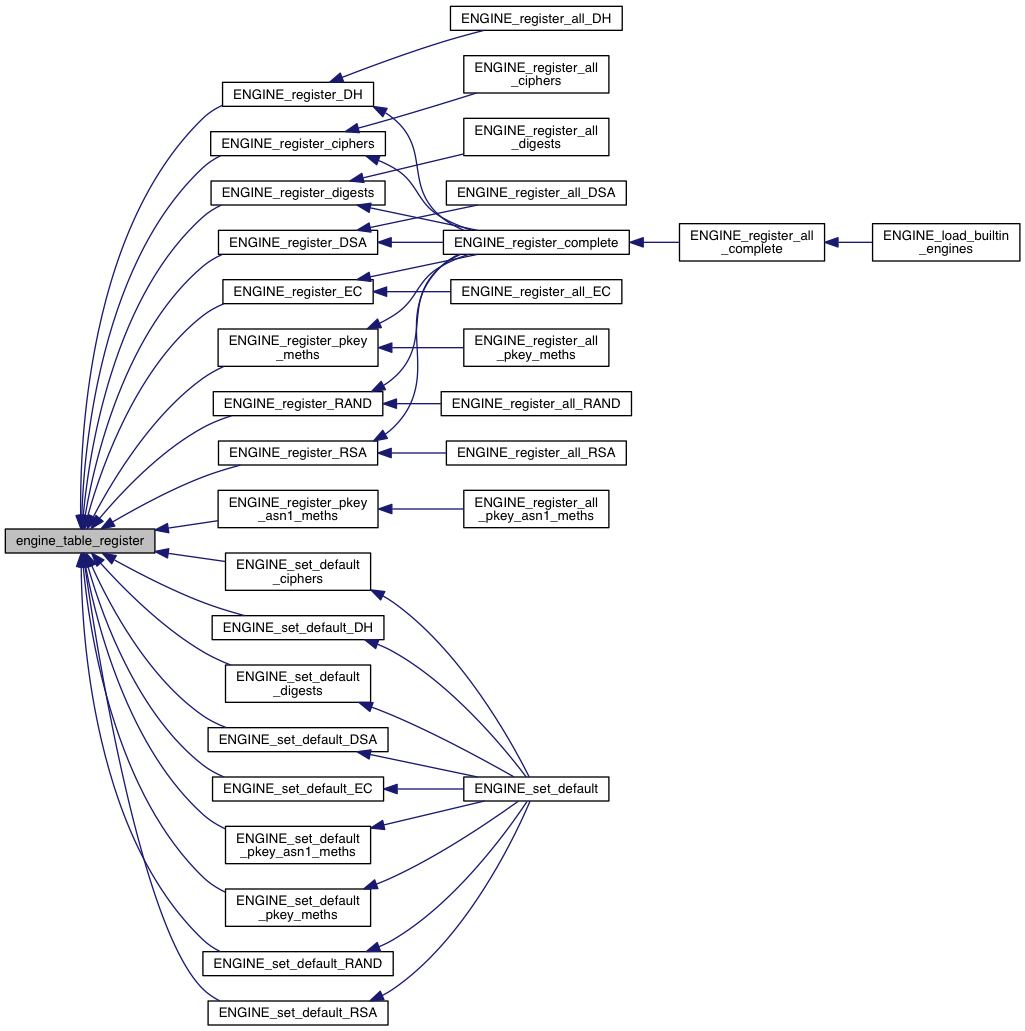 ENGINE_register_all_DH
ENGINE_register_all
_ciphers
ENGINE_register_DH
ENGINE_register_all
_digests
ENGINE_register_ciphers
ENGINE_register_digests
ENGINE_register_all_DSA
ENGINE_register_DSA
ENGINE_register_complete
ENGINE_register_all
_complete
ENGINE_load_builtin
_engines
ENGINE_register_EC
ENGINE_register_all_EC
ENGINE_register_pkey
_meths
ENGINE_register_all
_pkey_meths
ENGINE_register_RAND
ENGINE_register_all_RAND
ENGINE_register_RSA
ENGINE_register_all_RSA
ENGINE_register_pkey
_asn1_meths
ENGINE_register_all
_pkey_asn1_meths
engine_table_register
ENGINE_set_default
_ciphers
ENGINE_set_default_DH
ENGINE_set_default
_digests
ENGINE_set_default_DSA
ENGINE_set_default_EC
ENGINE_set_default
ENGINE_set_default
_pkey_asn1_meths
ENGINE_set_default
_pkey_meths
ENGINE_set_default_RAND
ENGINE_set_default_RSA